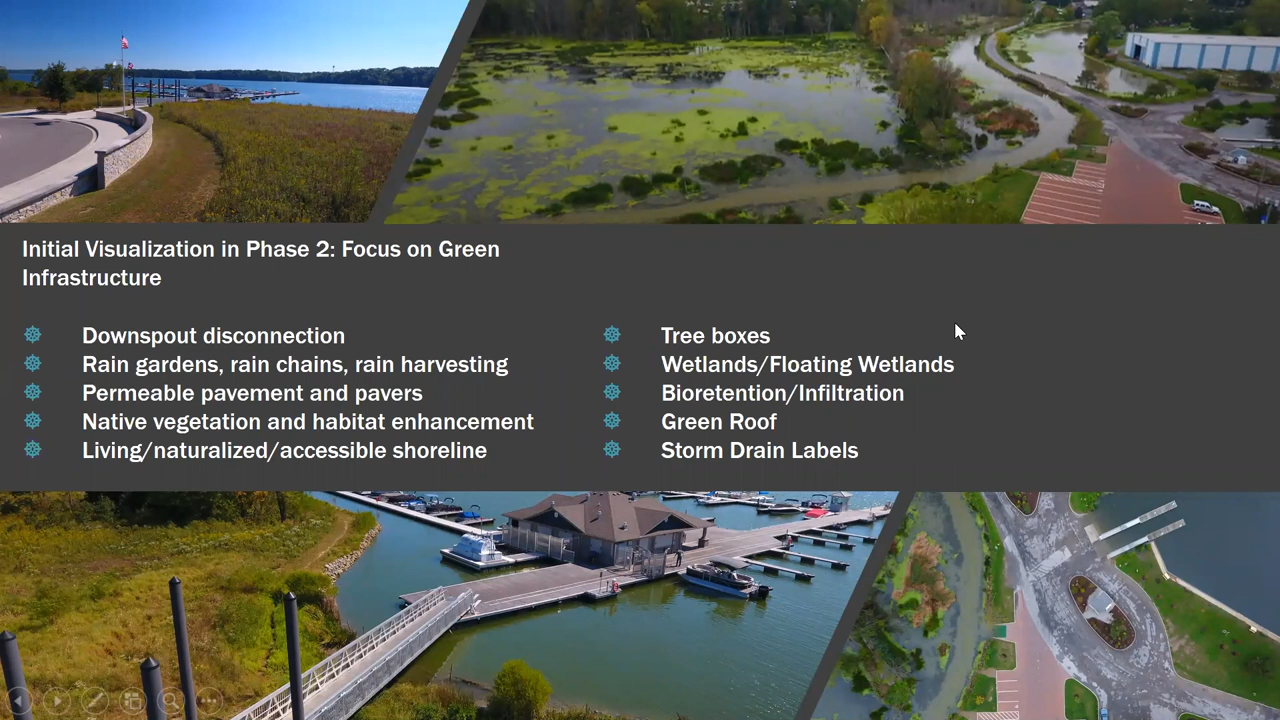 Initial Visualization in Phase 2: Focus on Green
Infrastructure
Downspout disconnection
Rain gardens, rain chains, rain harvesting
Permeable pavement and pavers
Native vegetation and habitat enhancement
Living/naturalized/accessible shoreline
Tree boxes
Wetlands/Floating Wetlands
Bioretention/Infiltration
Green Roof
Storm Drain Labels